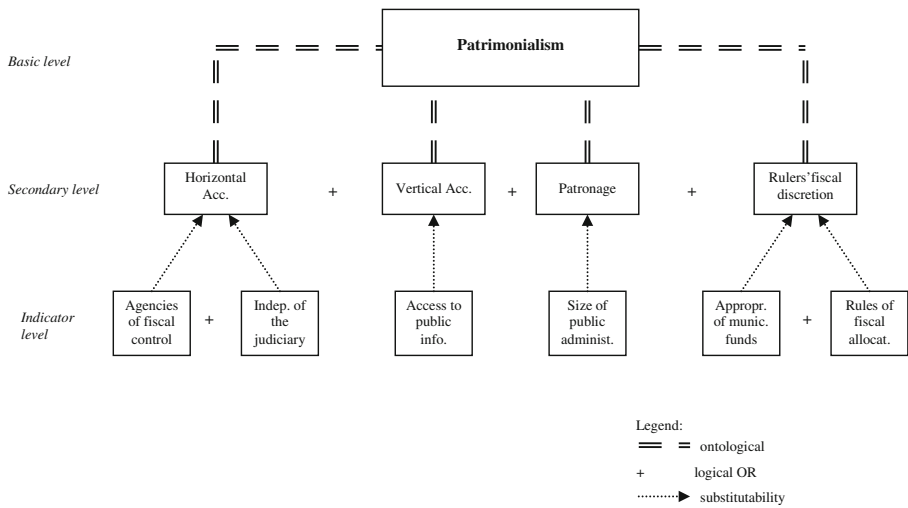 Patrimonialism
Basic level
Secondary level
Horizontal
Acc.
+
Vertical Acc.
+
Patronage
+
Rulers'fiscal
discretion
Indicator
level
Agencies
of fiscal
control
+
Indep. of
the
judiciary
Access to
public
info.
Size of
public
administ.
Appropr.
of munic.
funds
+
Rules of
fiscal
allocat.
Legend:
ontological
+ logical OR
substitutability